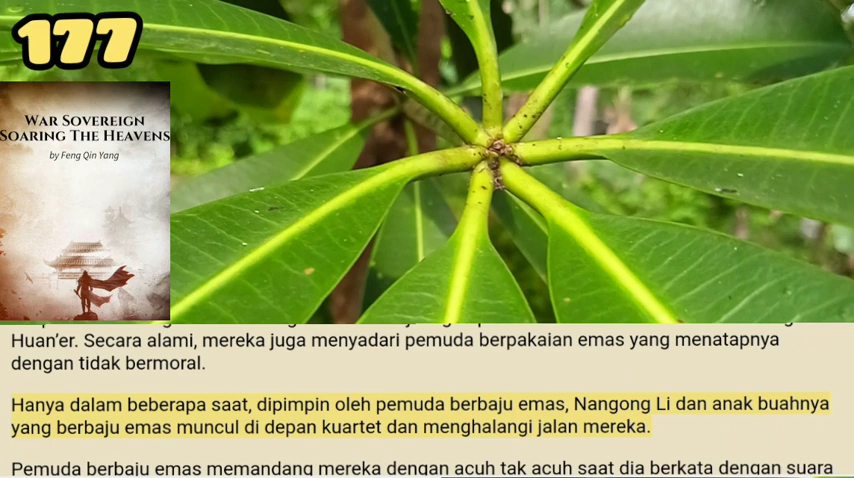 177
WAR SOVEREIGN
SOARING THE HEAVENS
by Feng Qin Yang
Huan'er. Secara alami, mereka juga menyadari pemuda berpakaian emas yang menatapnya
dengan tidak bermoral.
Hanya dalam beberapa saat, dipimpin oleh pemuda berbaju emas, Nangong Li dan anak buahnya
yang berbaju emas muncul di depan kuartet dan menghalangi jalan mereka.
Pemuda berbaju emas memandang mereka dengan acuh tak acuh saat dia berkata dengan suara